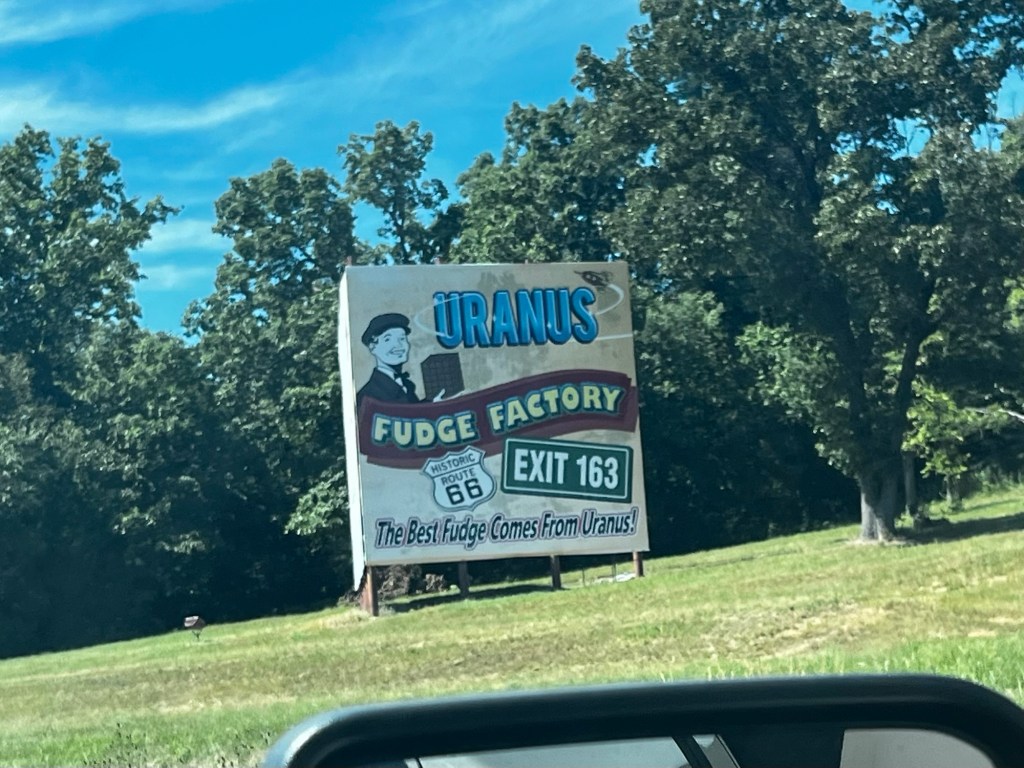 URANUS
FUDGE FACTORY
HISTORIC
ROUTE
66
EXIT 163
The Best Fudge Comes From Uranus!